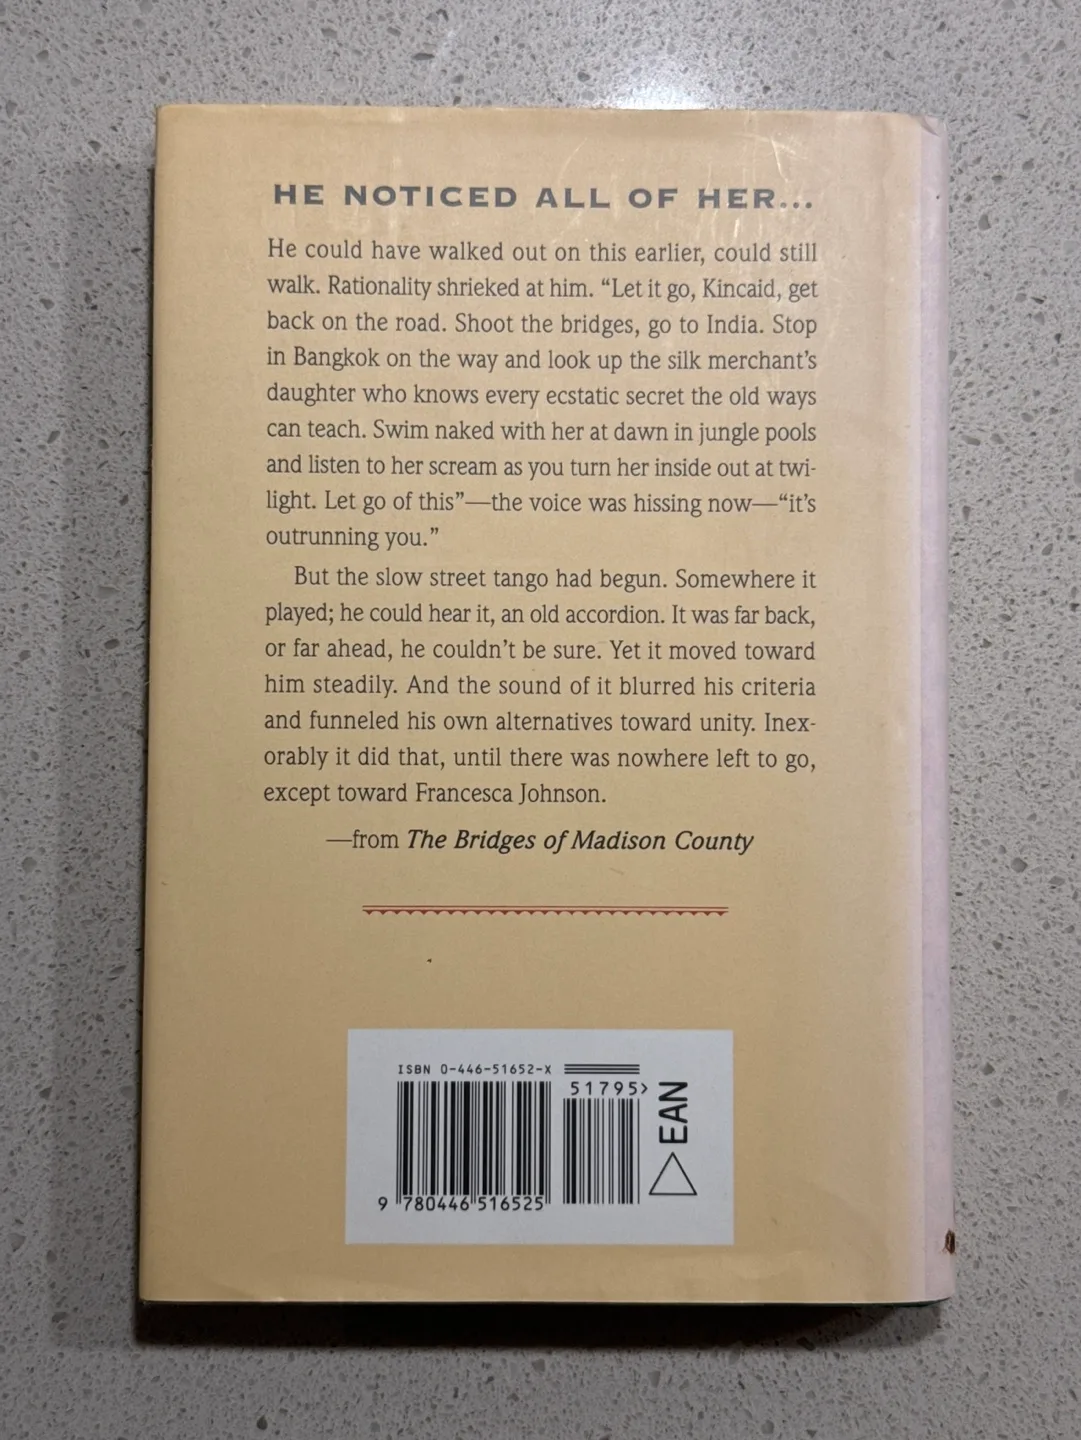 HE NOTICED ALL OF HER...
He could have walked out on this earlier, could still
walk. Rationality shrieked at him. “Let it go, Kincaid, get
back on the road. Shoot the bridges, go to India. Stop
in Bangkok on the way and look up the silk merchant’s
daughter who knows every ecstatic secret the old ways
can teach. Swim naked with her at dawn in jungle pools
and listen to her scream as you turn her inside out at twi-
light. Let go of this”—the voice was hissing now—“it’s
outrunning you.”
But the slow street tango had begun. Somewhere it
played; he could hear it, an old accordion. It was far back,
or far ahead, he couldn’t be sure. Yet it moved toward
him steadily. And the sound of it blurred his criteria
and funneled his own alternatives toward unity. Inex-
orably it did that, until there was nowhere left to go,
except toward Francesca Johnson.
—from The Bridges of Madison County
ISBN 0-446-51652-X
51795>
EAN
9 780446 516525